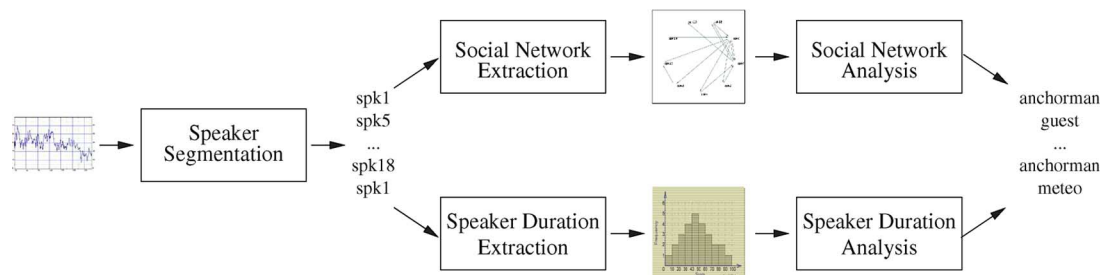 Speaker
Segmentation
spk1
spk5
...
spk18
spk1
Social Network
Extraction
Social Network
Analysis
Speaker Duration
Extraction
Speaker Duration
Analysis
anchorman
guest
...
anchorman
meteo